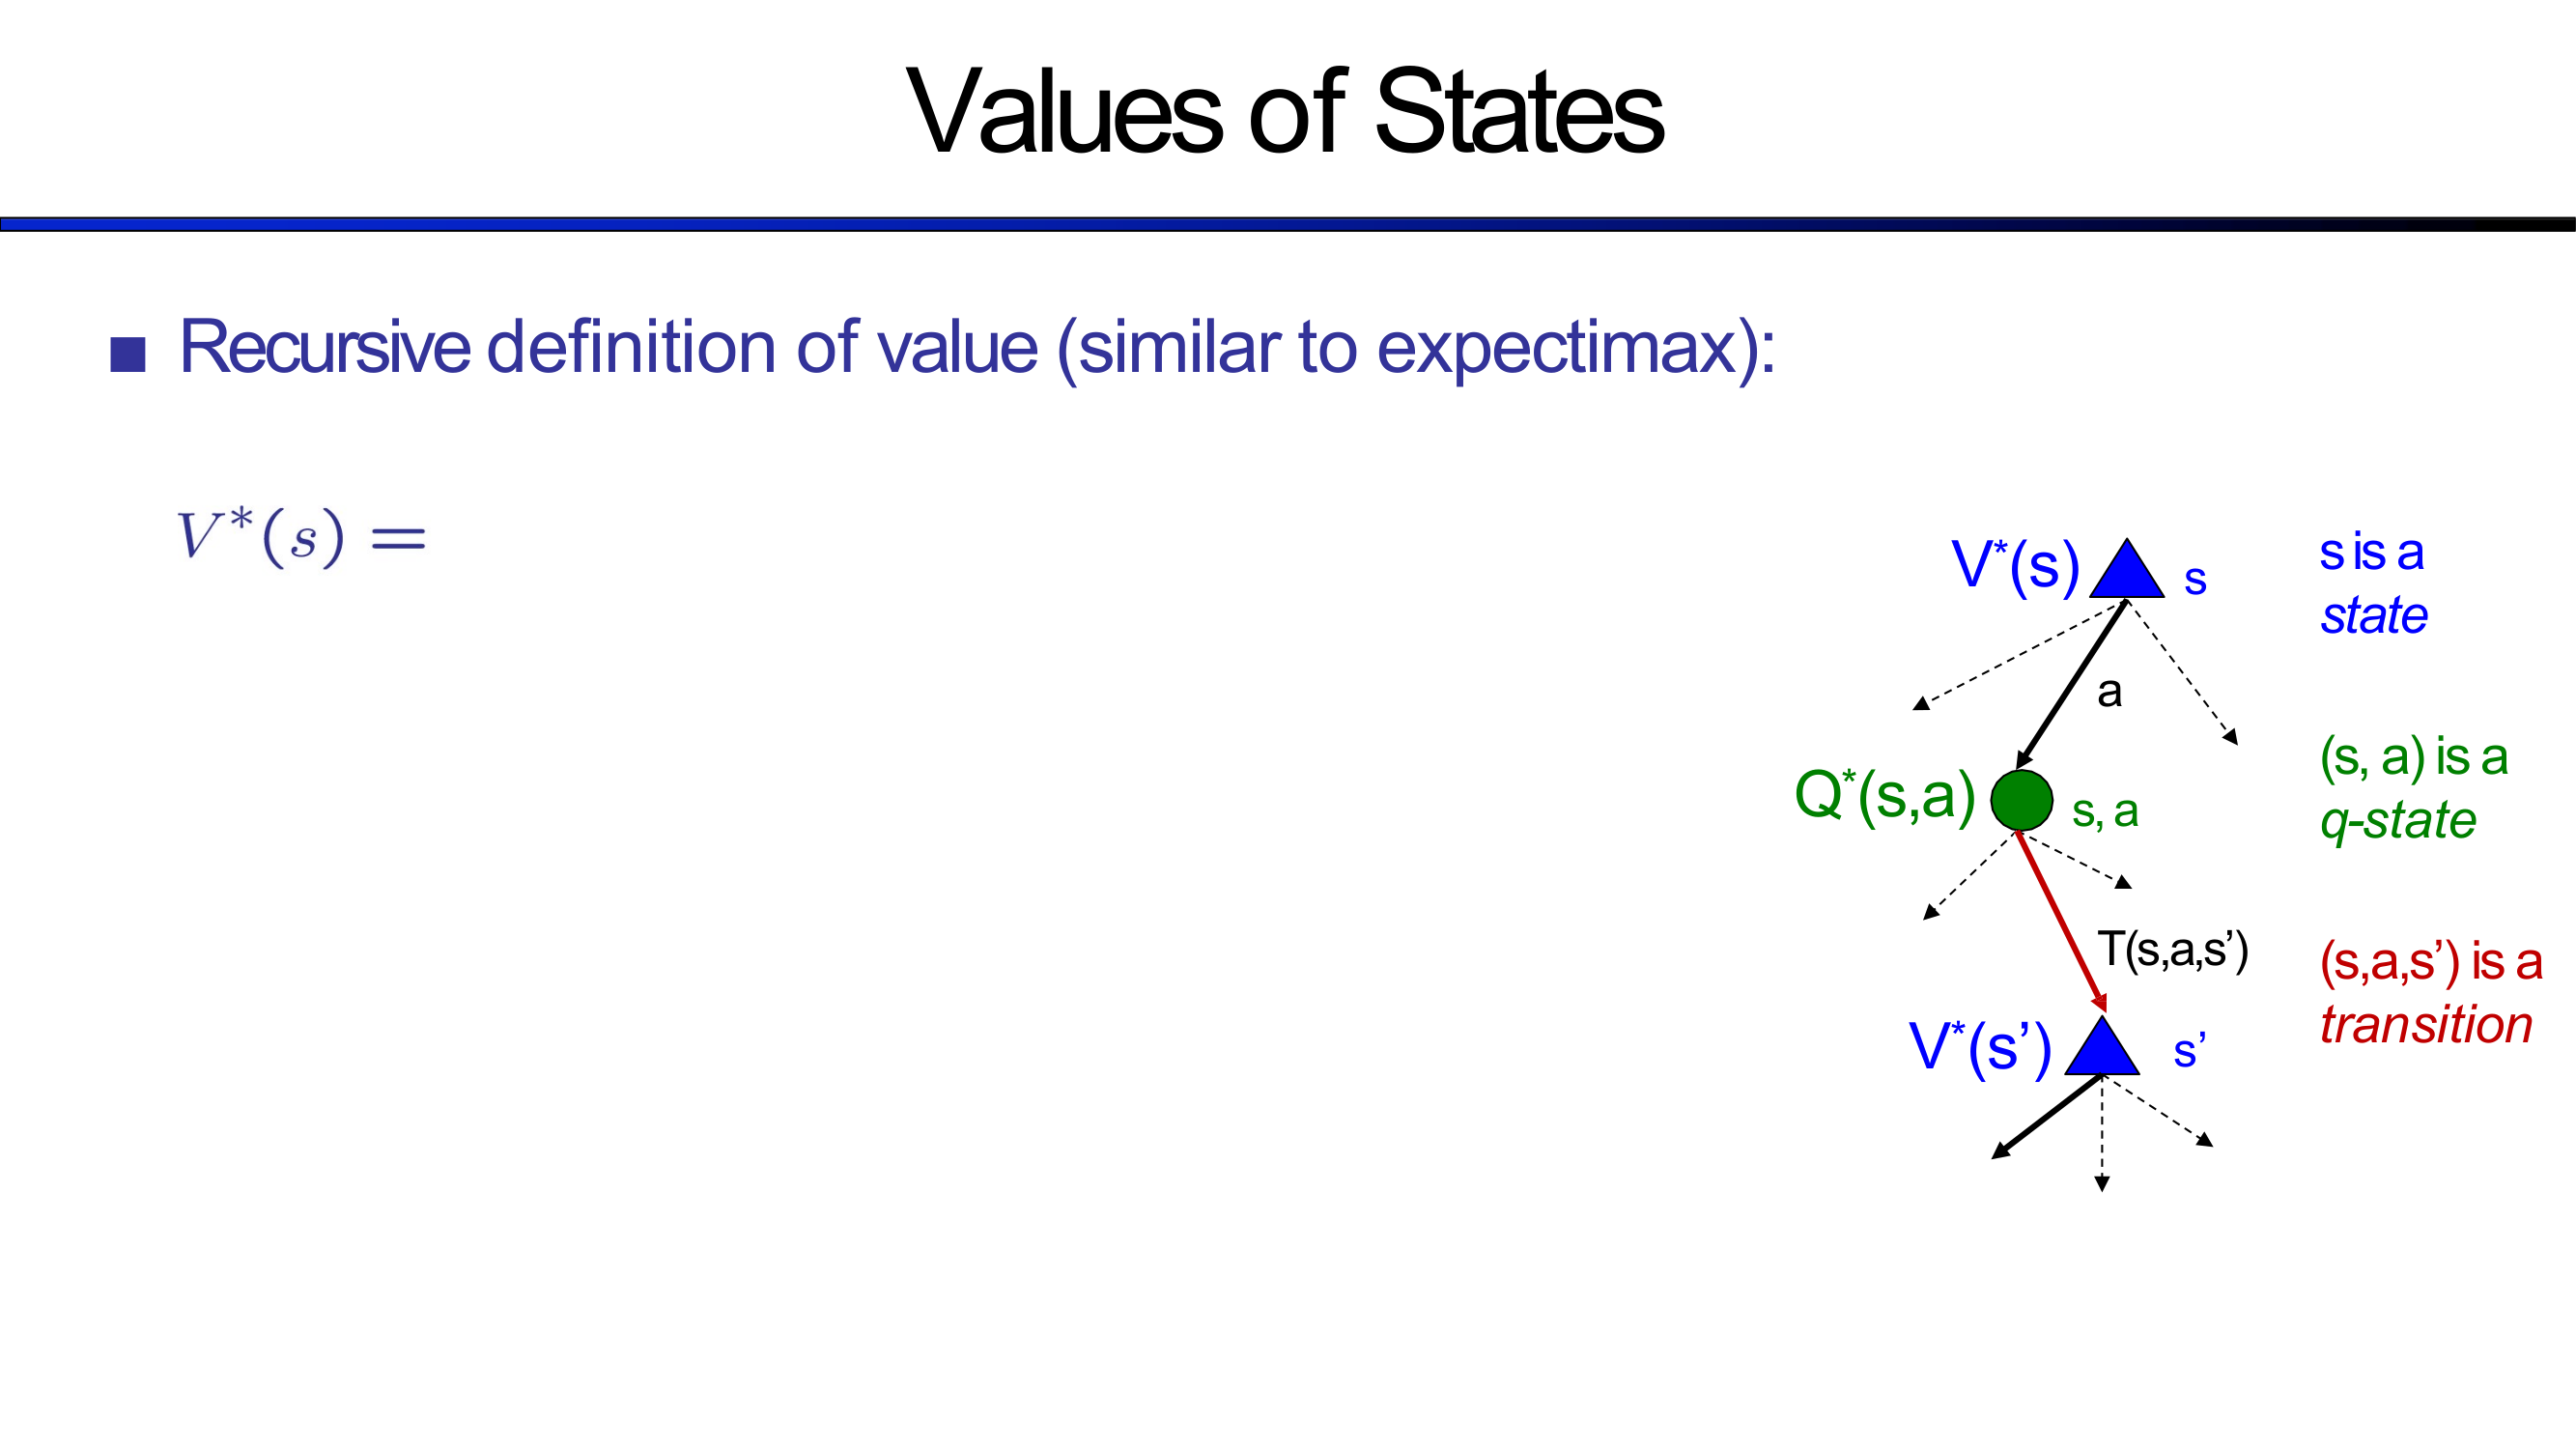 Values of States
■ Recursive definition of value (similar to expectimax):
V*(s) =
V*(s) s
s is a
state
a
(s, a) is a
q-state
Q*(s,a) s, a
T(s,a,s’)
(s,a,s’) is a
transition
V*(s’) s’